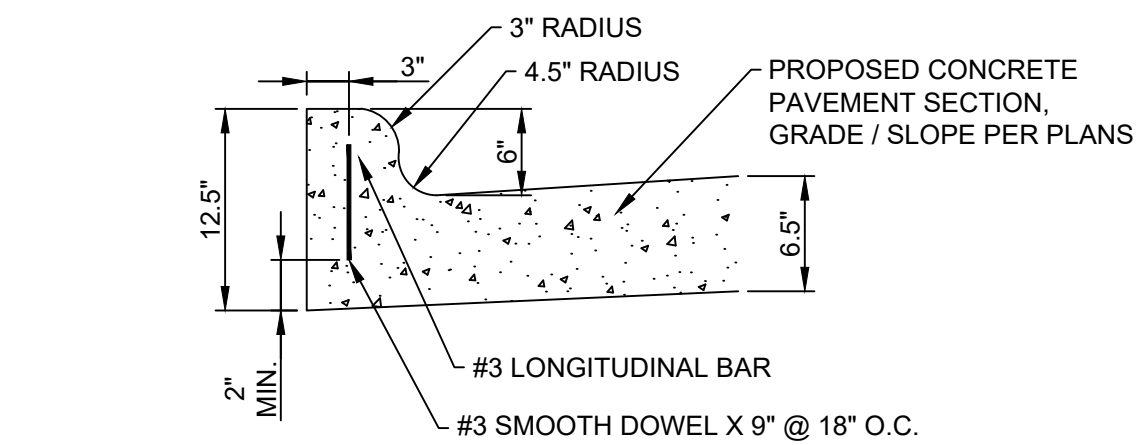 3" RADIUS
3"
4.5" RADIUS
PROPOSED CONCRETE
PAVEMENT SECTION,
GRADE / SLOPE PER PLANS
6"
12.5"
6.5"
2"
MIN.
#3 LONGITUDINAL BAR
#3 SMOOTH DOWEL X 9" @ 18" O.C.